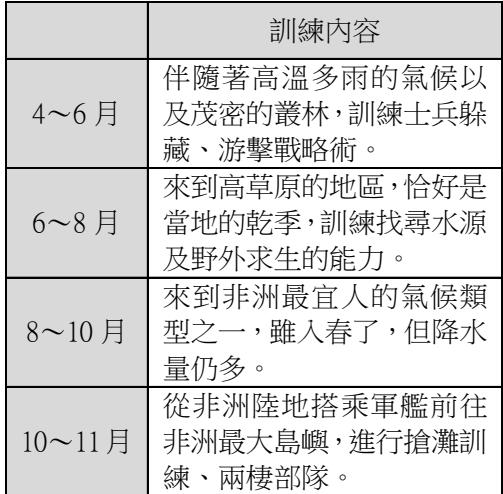 訓練內容
4～6 月
伴隨著高溫多雨的氣候以
及茂密的叢林，訓練士兵躲
藏、游擊戰略術。
6～8 月
來到高草原的地區，恰好是
當地的乾季，訓練找尋水源
及野外求生的能力。
8～10 月
來到非洲最宜人的氣候類
型之一，雖入春了，但降水
量仍多。
10～11 月
從非洲陸地搭乘軍艦前往
非洲最大島嶼，進行搶灘訓
練、兩棲部隊。